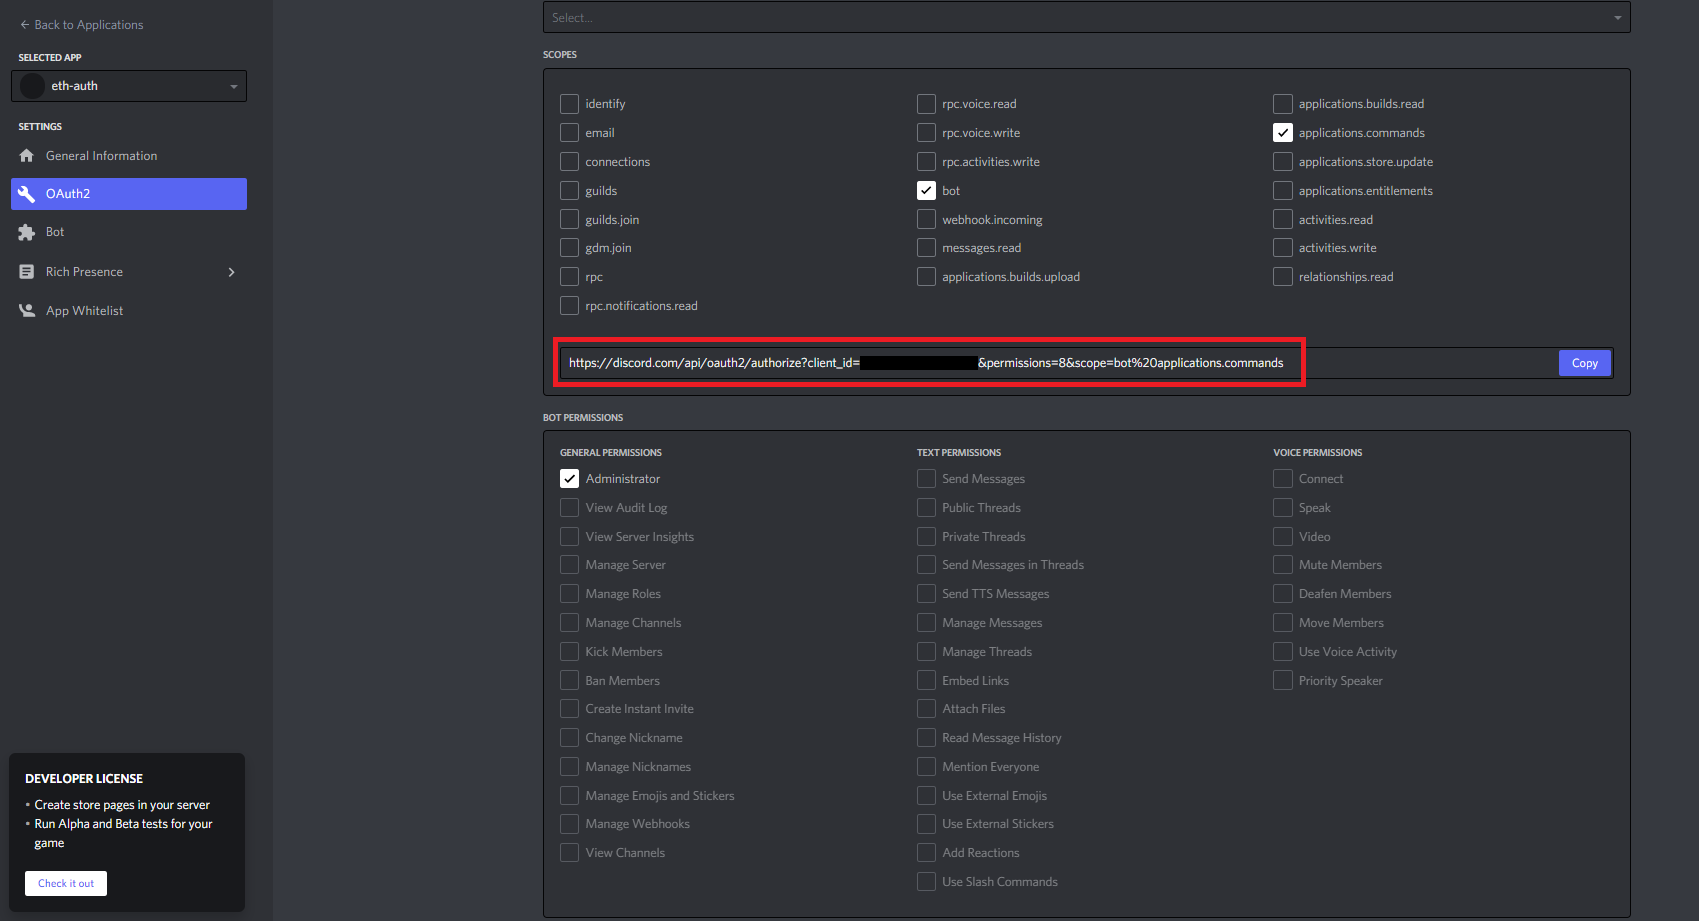 Back to Applications
SELECTED APP
eth-auth
SETTINGS
General Information
OAuth2
Bot
Rich Presence
App Whitelist
DEVELOPER LICENSE
• Create store pages in your server
• Run Alpha and Beta tests for your
game
Check it out
Select...
SCOPES
identify
email
connections
guilds
guilds.join
gdm.join
rpc
rpc.notifications.read
rpc.voice.read
rpc.voice.write
rpc.activities.write
bot
webhook.incoming
messages.read
applications.builds.upload
applications.builds.read
applications.commands
applications.store.update
applications.entitlements
activities.read
activities.write
relationships.read
https://discord.com/api/oauth2/authorize?client_id= &permissions=8&scope=bot%20applications.commands
Copy
BOT PERMISSIONS
GENERAL PERMISSIONS
Administrator
View Audit Log
View Server Insights
Manage Server
Manage Roles
Manage Channels
Kick Members
Ban Members
Create Instant Invite
Change Nickname
Manage Nicknames
Manage Emojis and Stickers
Manage Webhooks
View Channels
TEXT PERMISSIONS
Send Messages
Public Threads
Private Threads
Send Messages in Threads
Send TTS Messages
Manage Messages
Manage Threads
Embed Links
Attach Files
Read Message History
Mention Everyone
Use External Emojis
Use External Stickers
Add Reactions
Use Slash Commands
VOICE PERMISSIONS
Connect
Speak
Video
Mute Members
Deafen Members
Move Members
Use Voice Activity
Priority Speaker